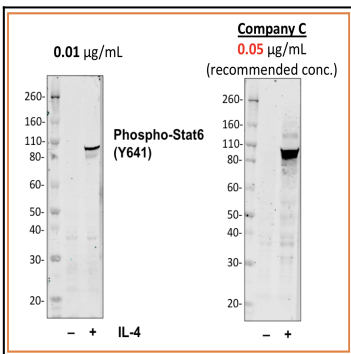 0.01 µg/mL
Company C
0.05 µg/mL
(recommended conc.)
260-
160-
110-
80-
60-
50-
40-
30-
20-
Phospho-Stat6
(Y641)
260-
160-
110-
80-
60-
50-
40-
30-
20-
– + IL-4
– +